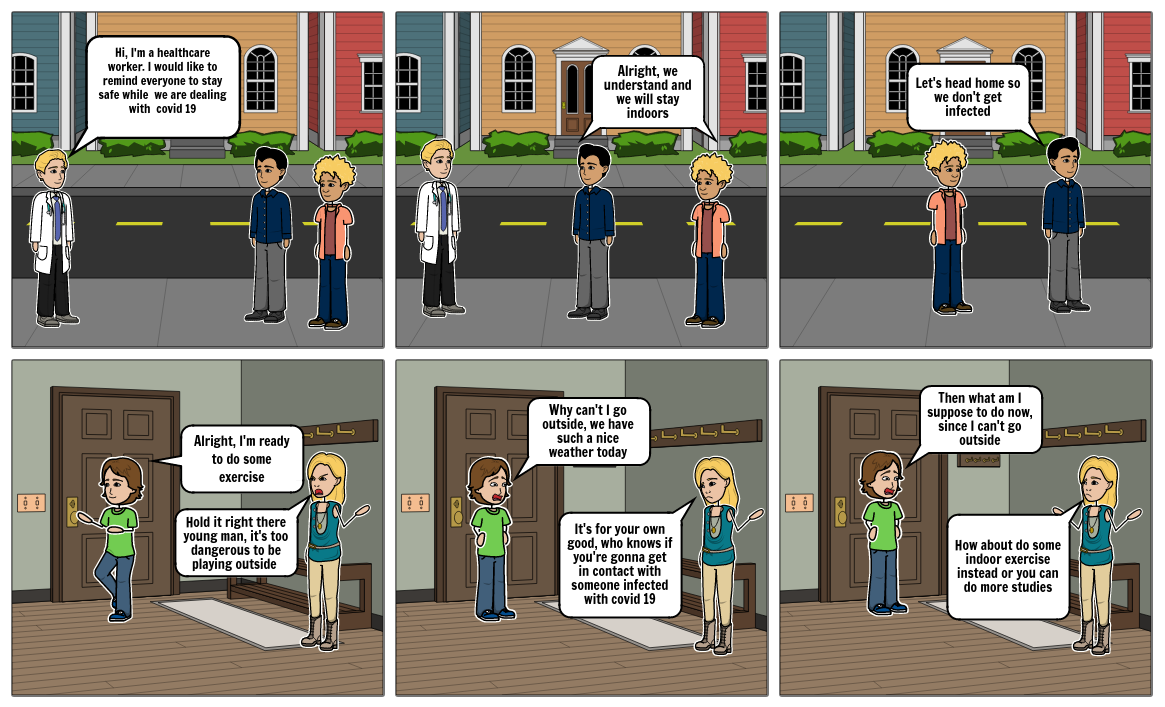 Hi, I'm a healthcare
worker. I would like to
remind everyone to stay
safe while we are dealing
with covid 19
Alright, we
understand and
we will stay
indoors
Let's head home so
we don't get
infected
Alright, I'm ready
to do some
exercise
Hold it right there
young man, it's too
dangerous to be
playing outside
Why can't I go
outside, we have
such a nice
weather today
It's for your own
good, who knows if
you're gonna get
in contact with
someone infected
with covid 19
Then what am I
suppose to do now,
since I can't go
outside
How about do some
indoor exercise
instead or you can
do more studies